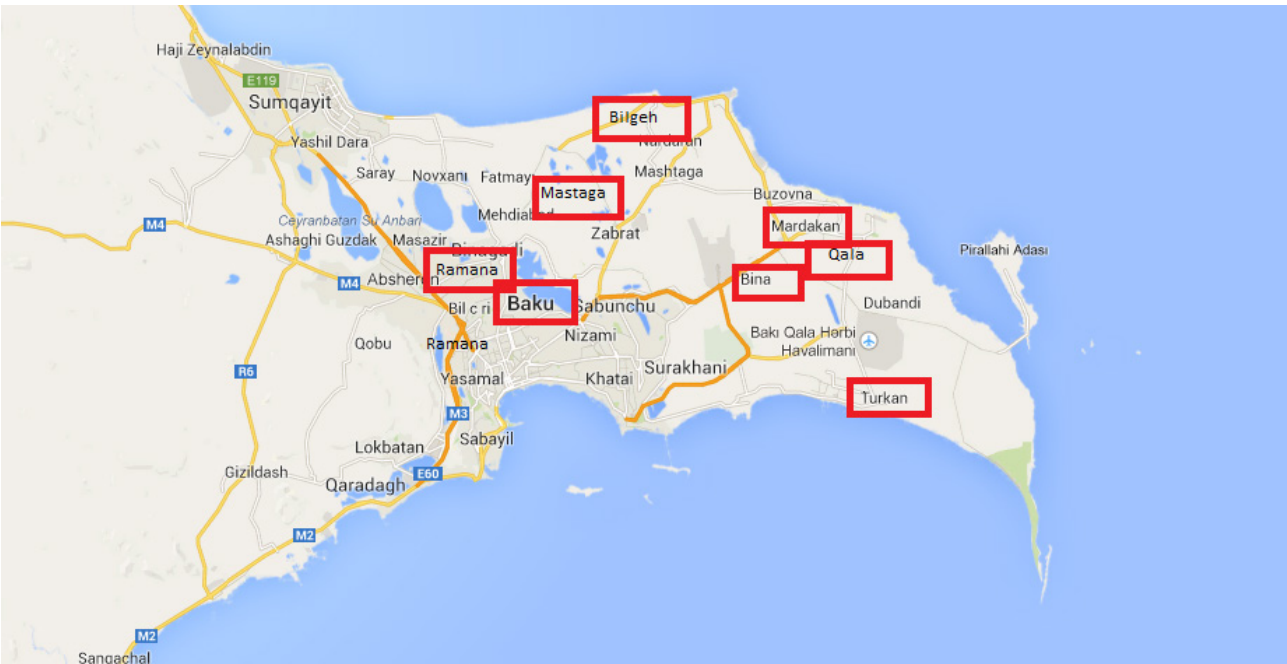 Haji Zeynalabdin
E119
Sumqayit
Bilgeh
Nardaran
Yashil Dara
Saray
Novxanı
Fatmayı
Mashtaga
Mastaga
Buzovna
Mehdiabad
M4
Ceyranbatan Su Anbari
Zabrat
Mardakan
Ashaghi Guzdak
Masazir
Binagadi
Pirallahi Adası
Qala
Ramana
M4
Absheron
Bina
Bil c ri
Baku
Sabunchu
Dubandi
Nizami
Bakı Qala Hərbi
Havalimanı
Qobu
Ramana
Surakhani
R6
Yasamal
Khatai
Turkan
M3
Sabayil
Lokbatan
Gizildash
E60
Qaradagh
M2
M2
Sangachal